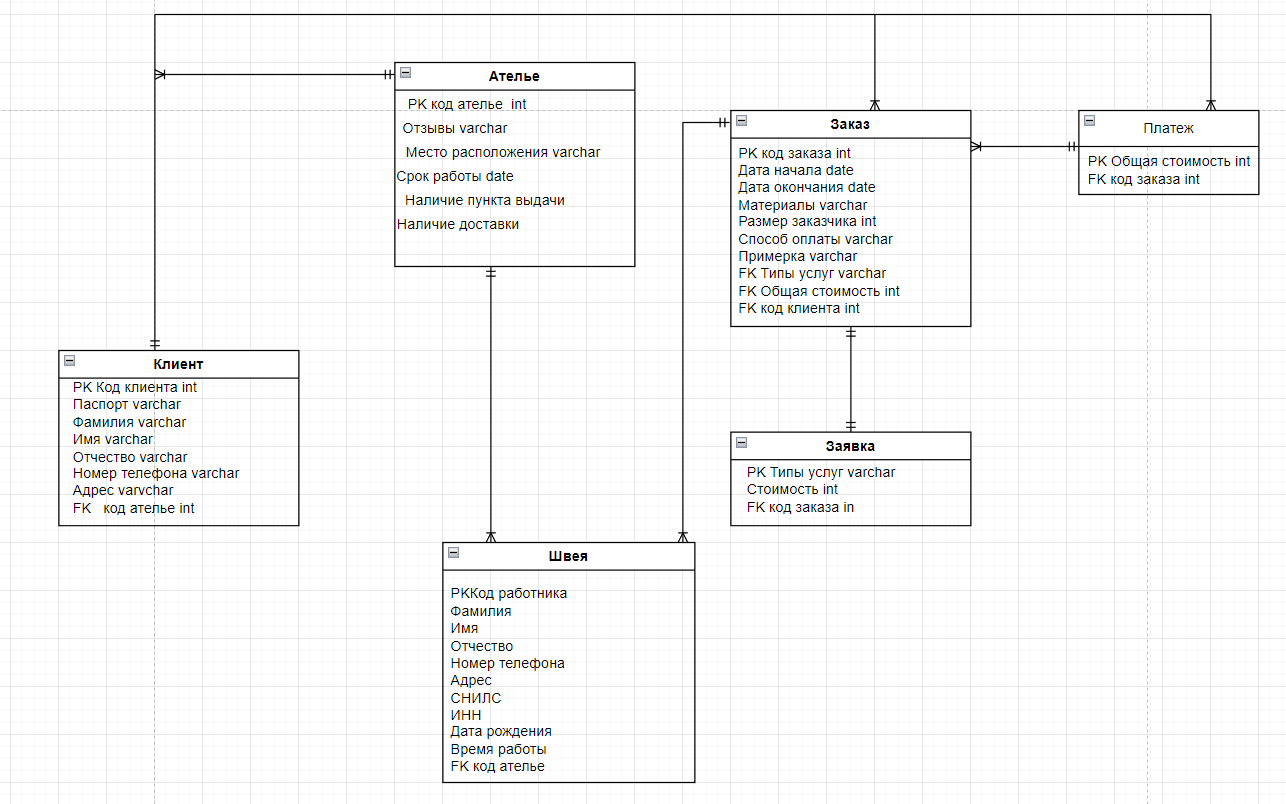 Ателье
PK код ателье int
Отзывы varchar
Место расположения varchar
Срок работы date
Наличие пункта выдачи
Наличие доставки
Заказ
PK код заказа int
Дата начала date
Дата окончания date
Материалы varchar
Размер заказчика int
Способ оплаты varchar
Примерка varchar
FK Типы услуг varchar
FK Общая стоимость int
FK код клиента int
Платеж
PK Общая стоимость int
FK код заказа int
Клиент
PK Код клиента int
Паспорт varchar
Фамилия varchar
Имя varchar
Отчество varchar
Номер телефона varchar
Адрес varvchar
FK код ателье int
Заявка
PK Типы услуг varchar
Стоимость int
FK код заказа in
Швея
PKКод работника
Фамилия
Имя
Отчество
Номер телефона
Адрес
СНИЛС
ИНН
Дата рождения
Время работы
FK код ателье